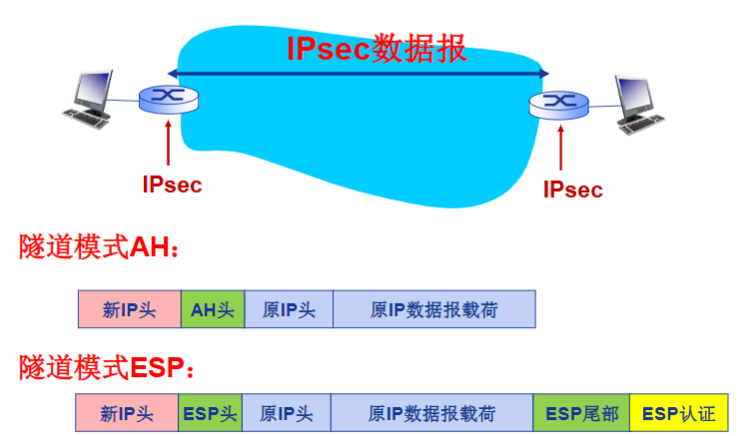 IPsec数据报
IPsec
IPsec
隧道模式AH：
新IP头 AH头 原IP头 原IP数据报载荷
隧道模式ESP：
新IP头 ESP头 原IP头 原IP数据报载荷 ESP尾部 ESP认证